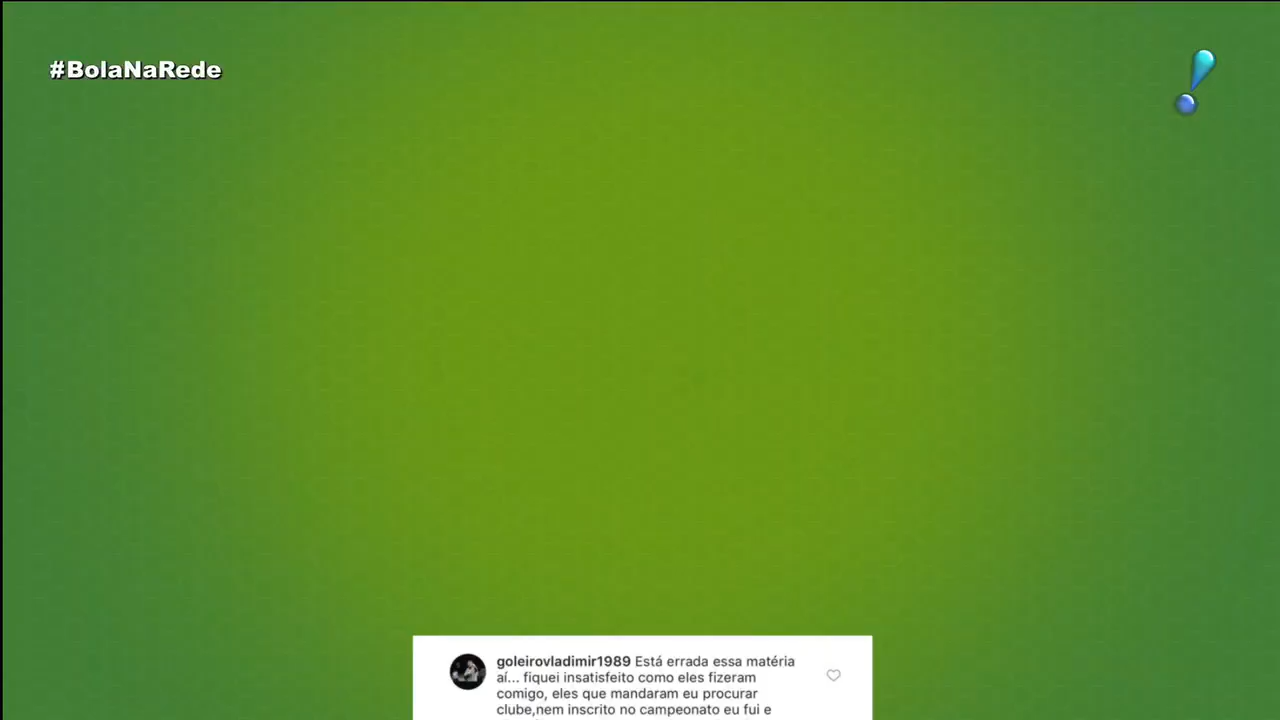 #BolaNaRede
goleirovladimir1989 Está errada essa matéria
aí... fiquei insatisfeito como eles fizeram
comigo, eles que mandaram eu procurar
clube,nem inscrito no campeonato eu fui e